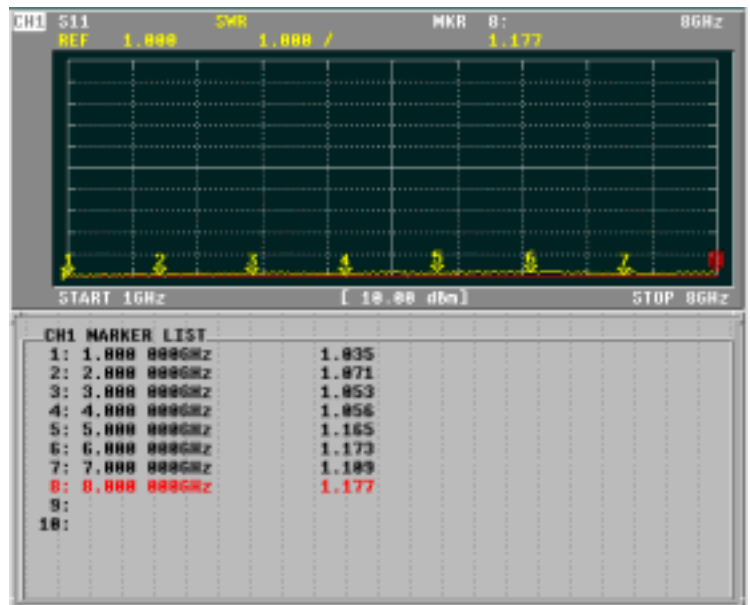 CH1 S11 SWR MKR 8: 8GHz
REF 1.000 1.000 / 1.177
1 2 3 4 5 6 7 8
START 1GHz [ 10.00 dBm] STOP 8GHz
CH1 MARKER LIST
1: 1.000 000GHz 1.035
2: 2.000 000GHz 1.071
3: 3.000 000GHz 1.053
4: 4.000 000GHz 1.056
5: 5.000 000GHz 1.165
6: 6.000 000GHz 1.173
7: 7.000 000GHz 1.109
8: 8.000 000GHz 1.177
9:
10: